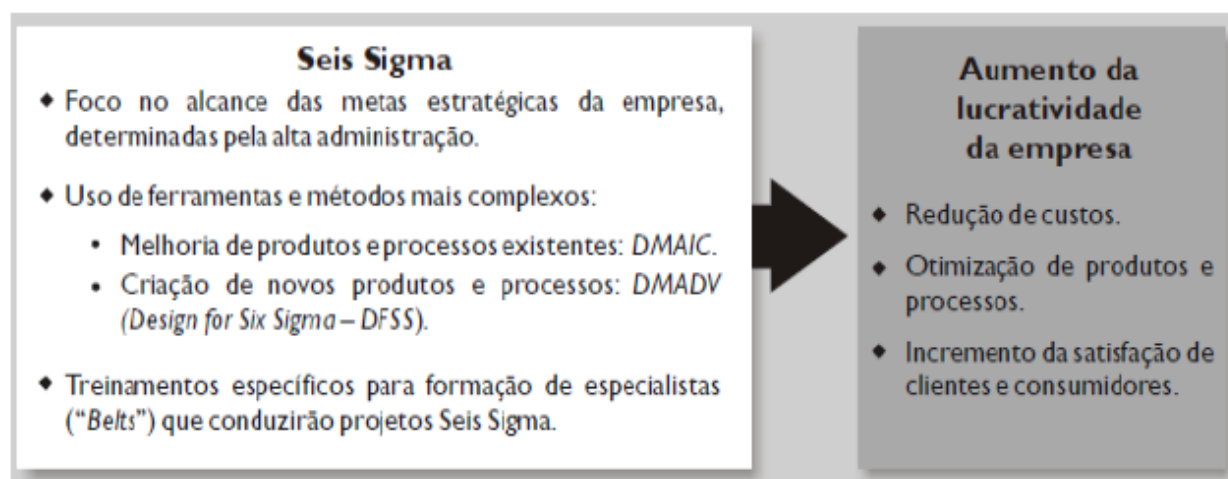 Seis Sigma
◆ Foco no alcance das metas estratégicas da empresa,
determinadas pela alta administração.
◆ Uso de ferramentas e métodos mais complexos:
• Melhoria de produtos e processos existentes: DMAIC.
• Criação de novos produtos e processos: DMADV
(Design for Six Sigma – DFSS).
◆ Treinamentos específicos para formação de especialistas
(“Belts”) que conduzirão projetos Seis Sigma.
Aumento da
lucratividade
da empresa
◆ Redução de custos.
◆ Otimização de produtos e
processos.
◆ Incremento da satisfação de
clientes e consumidores.